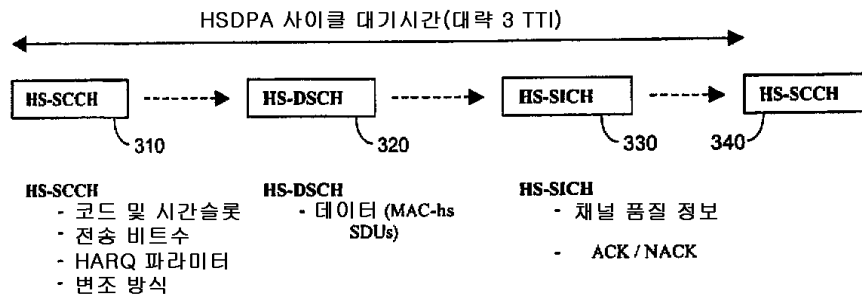 HSDPA 사이클 대기시간(대략 3 TTI)
HS-SCCH
HS-DSCH
HS-SICH
HS-SCCH
310
320
330
340
HS-SCCH
- 코드 및 시간슬롯
- 전송 비트수
- HARQ 파라미터
- 변조 방식
HS-DSCH
- 데이터 (MAC-hs
SDUs)
HS-SICH
- 채널 품질 정보
- ACK / NACK